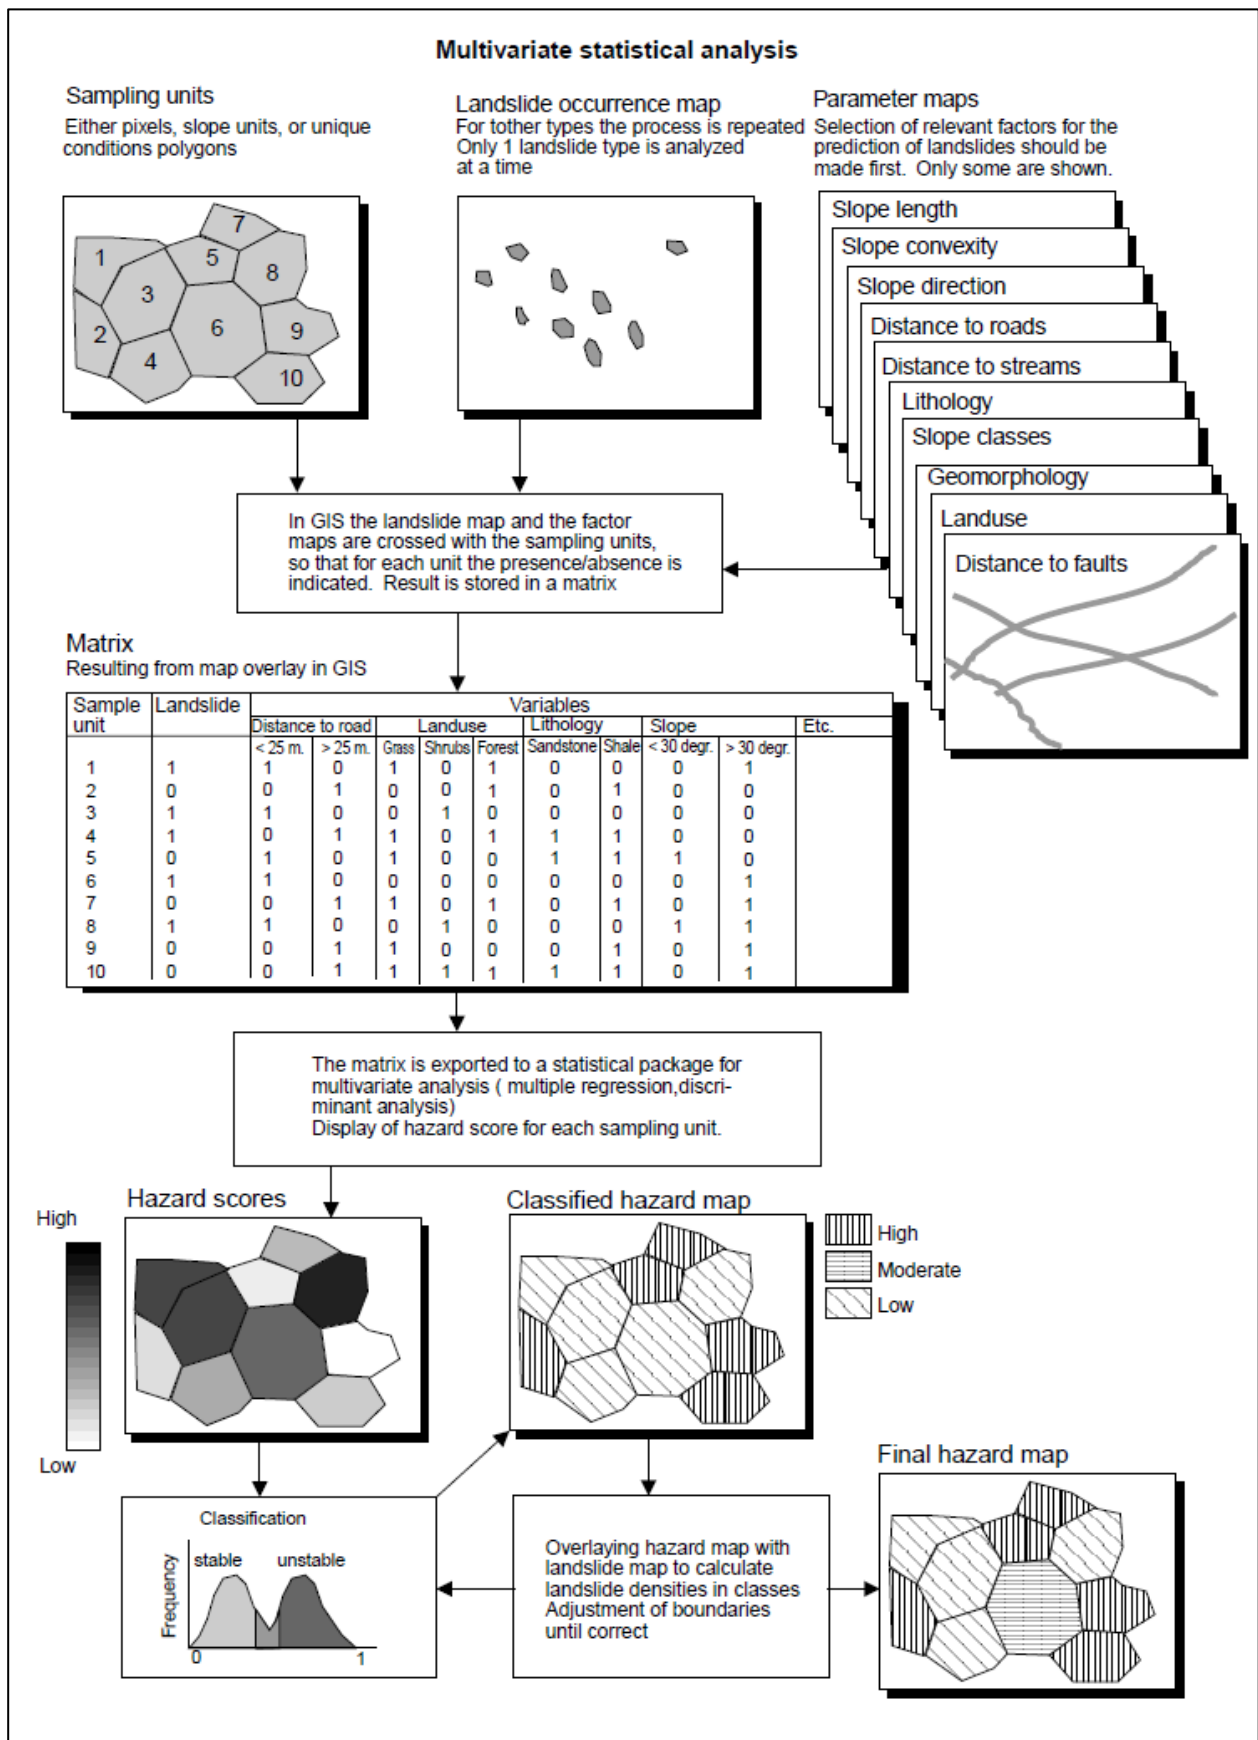 Multivariate statistical analysis
Sampling units
Either pixels, slope units, or unique
conditions polygons
Landslide occurrence map
For tother types the process is repeated
Only 1 landslide type is analyzed
at a time
Parameter maps
Selection of relevant factors for the
prediction of landslides should be
made first. Only some are shown.
7
1
5
8
3
6
2
9
4
10
Slope length
Slope convexity
Slope direction
Distance to roads
Distance to streams
Lithology
Slope classes
Geomorphology
Landuse
Distance to faults
In GIS the landslide map and the factor
maps are crossed with the sampling units,
so that for each unit the presence/absence is
indicated. Result is stored in a matrix
Matrix
Resulting from map overlay in GIS
Sample Landslide Variables
unit Distance to road Landuse Lithology Slope Etc.
< 25 m. > 25 m. Grass Shrubs Forest Sandstone Shale < 30 degr. > 30 degr.
1 1 1 0 1 0 1 0 0 0 1
2 0 0 1 0 0 1 0 1 0 0
3 1 1 0 0 1 0 0 0 0 0
4 1 0 1 1 0 1 1 1 0 0
5 0 1 0 1 0 0 1 1 1 0
6 1 1 0 0 0 0 0 0 0 1
7 0 0 1 1 0 1 0 1 0 1
8 1 1 0 0 1 0 0 0 1 1
9 0 0 1 1 0 0 0 1 0 1
10 0 0 1 1 1 1 1 1 0 1
The matrix is exported to a statistical package for
multivariate analysis ( multiple regression,discri-
minant analysis)
Display of hazard score for each sampling unit.
Hazard scores
High
Low
Classified hazard map
High
Moderate
Low
Classification
stable unstable
Frequency
0 1
Overlaying hazard map with
landslide map to calculate
landslide densities in classes
Adjustment of boundaries
until correct
Final hazard map